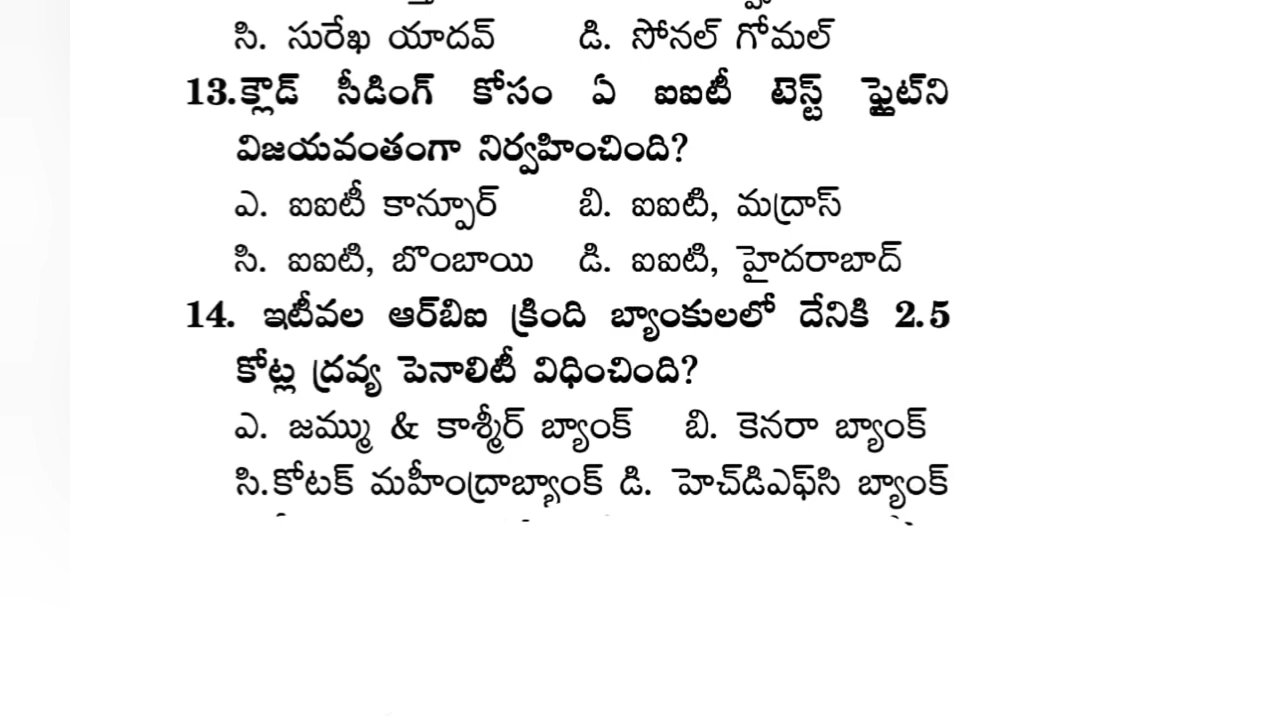 సి. సురేఖ యాదవ్ డి. సోనల్ గోమల్
13.క్లౌడ్ సీడింగ్ కోసం ఏ ఐఐటీ టెస్ట్ ఫ్లైట్‌ని
విజయవంతంగా నిర్వహించింది?
ఎ. ఐఐటీ కాన్పూర్ బి. ఐఐటి, మద్రాస్
సి. ఐఐటి, బొంబాయి డి. ఐఐటి, హైదరాబాద్
14. ఇటీవల ఆర్‌బిఐ క్రింది బ్యాంకులలో దేనికి 2.5
కోట్ల ద్రవ్య పెనాలిటీ విధించింది?
ఎ. జమ్ము & కాశ్మీర్ బ్యాంక్ బి. కెనరా బ్యాంక్
సి.కోటక్ మహీంద్రాబ్యాంక్ డి. హెచ్‌డిఎఫ్‌సి బ్యాంక్